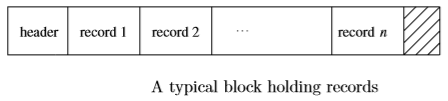 header record 1 record 2 ... record n
A typical block holding records